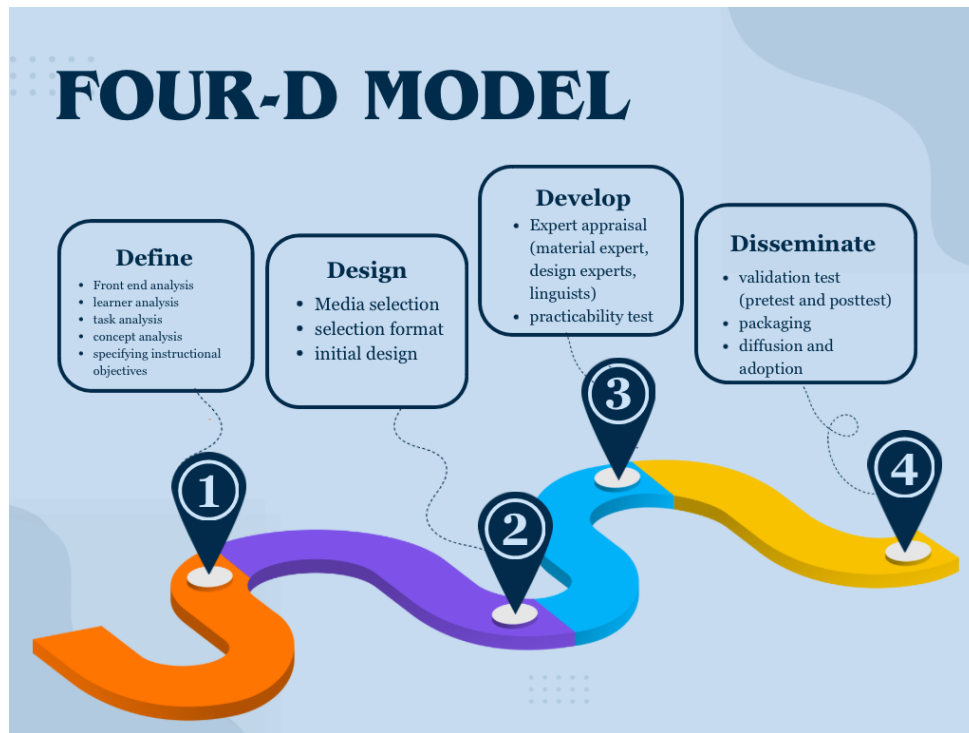 FOUR-D MODEL
Define
• Front end analysis
• learner analysis
• task analysis
• concept analysis
• specifying instructional
objectives
Design
• Media selection
• selection format
• initial design
Develop
• Expert appraisal
(material expert,
design experts,
linguists)
• practicability test
Disseminate
• validation test
(pretest and posttest)
• packaging
• diffusion and
adoption
1
2
3
4